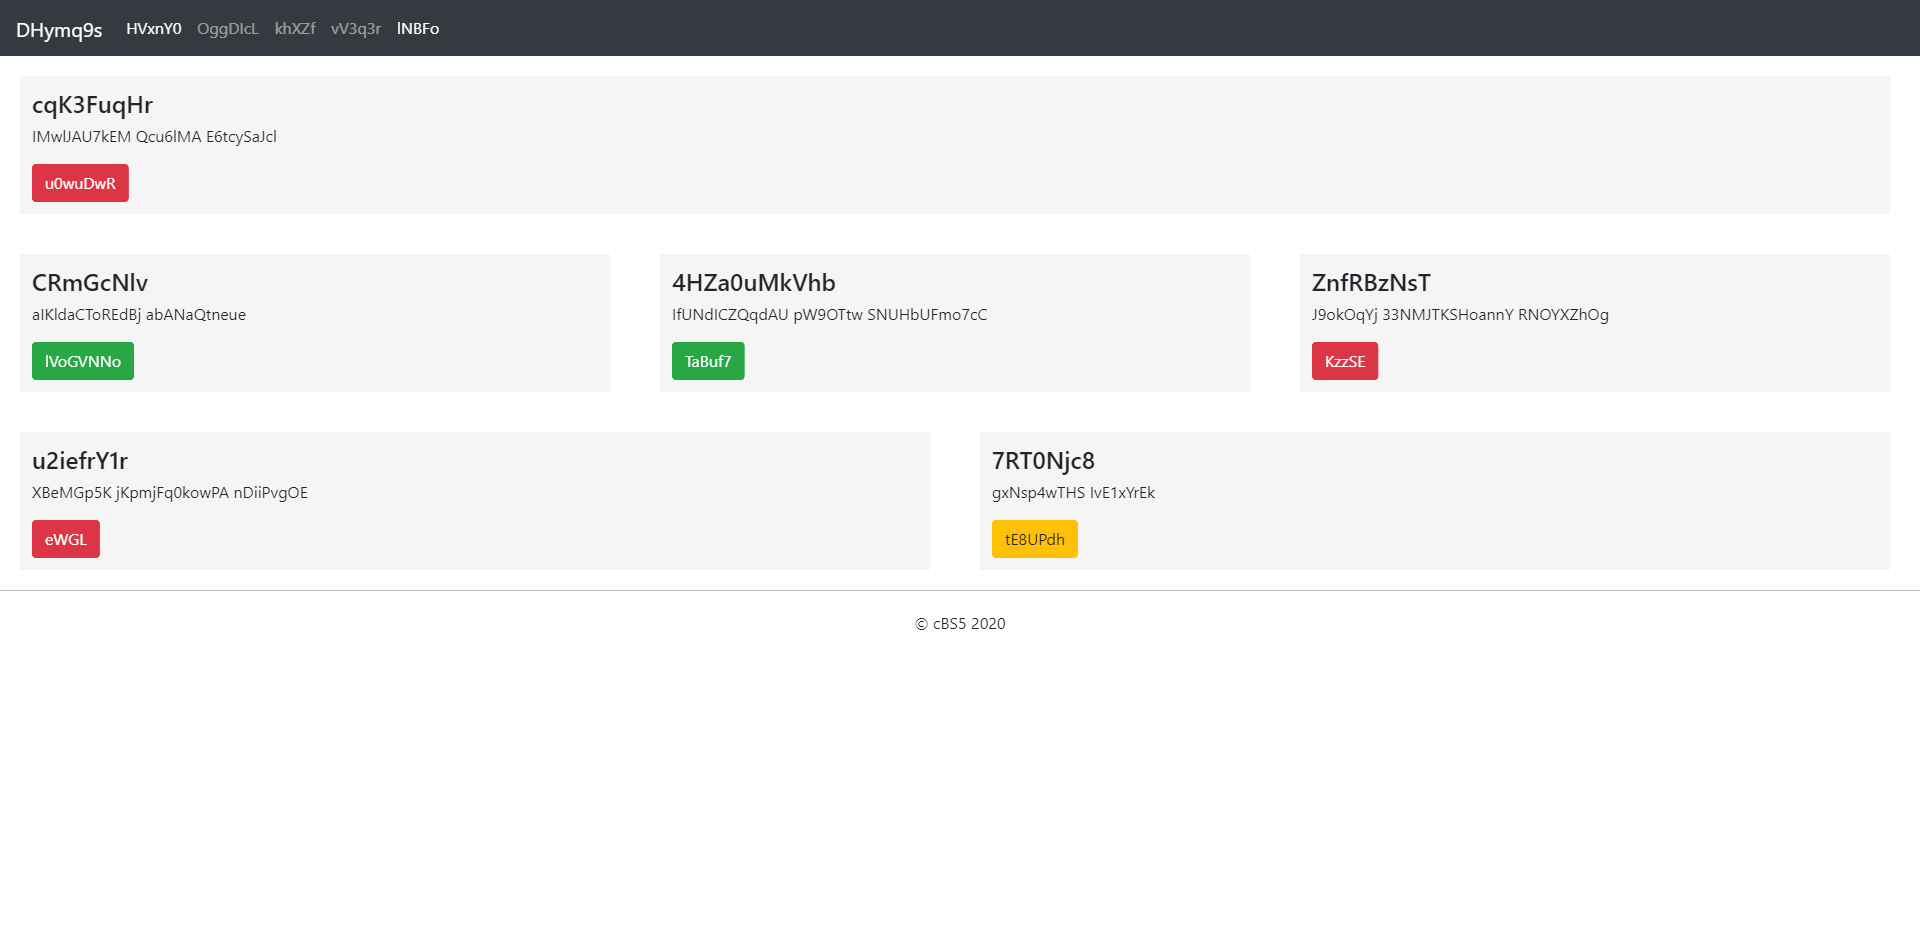 DHymq9s HVxnY0 OggDIcL khXZf vV3q3r lNBFo
cqK3FuqHr
IMwlJAU7kEM Qcu6lMA E6tcySaJcl
u0wuDwR
CRmGcNlv
aIKldaCToREdBj abANaQtneue
lVoGVNNo
4HZa0uMkVhb
IfUNdICZQqdAU pW9OTtw SNUHbUFmo7cC
TaBuf7
ZnfRBzNsT
J9okOqYj 33NMJTKSHoannY RNOYXZhOg
KzzSE
u2iefrY1r
XBeMGp5K jKpmjFq0kowPA nDiiPvgOE
eWGL
7RT0Njc8
gxNsp4wTHS IvE1xYrEk
tE8UPdh
© cBS5 2020